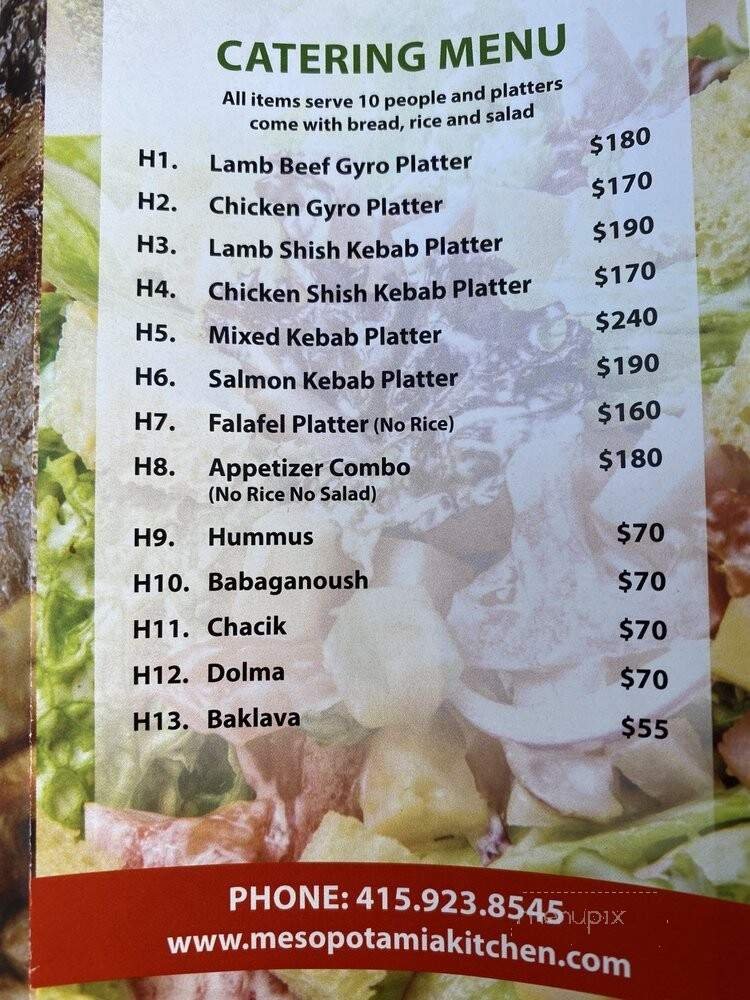 CATERING MENU
All items serve 10 people and platters
come with bread, rice and salad
H1. Lamb Beef Gyro Platter $180
H2. Chicken Gyro Platter $170
H3. Lamb Shish Kebab Platter $190
H4. Chicken Shish Kebab Platter $170
H5. Mixed Kebab Platter $240
H6. Salmon Kebab Platter $190
H7. Falafel Platter (No Rice) $160
H8. Appetizer Combo $180
(No Rice No Salad)
H9. Hummus $70
H10. Babaganoush $70
H11. Chacik $70
H12. Dolma $70
H13. Baklava $55
PHONE: 415.923.8545
menupix
www.mesopotamiakitchen.com